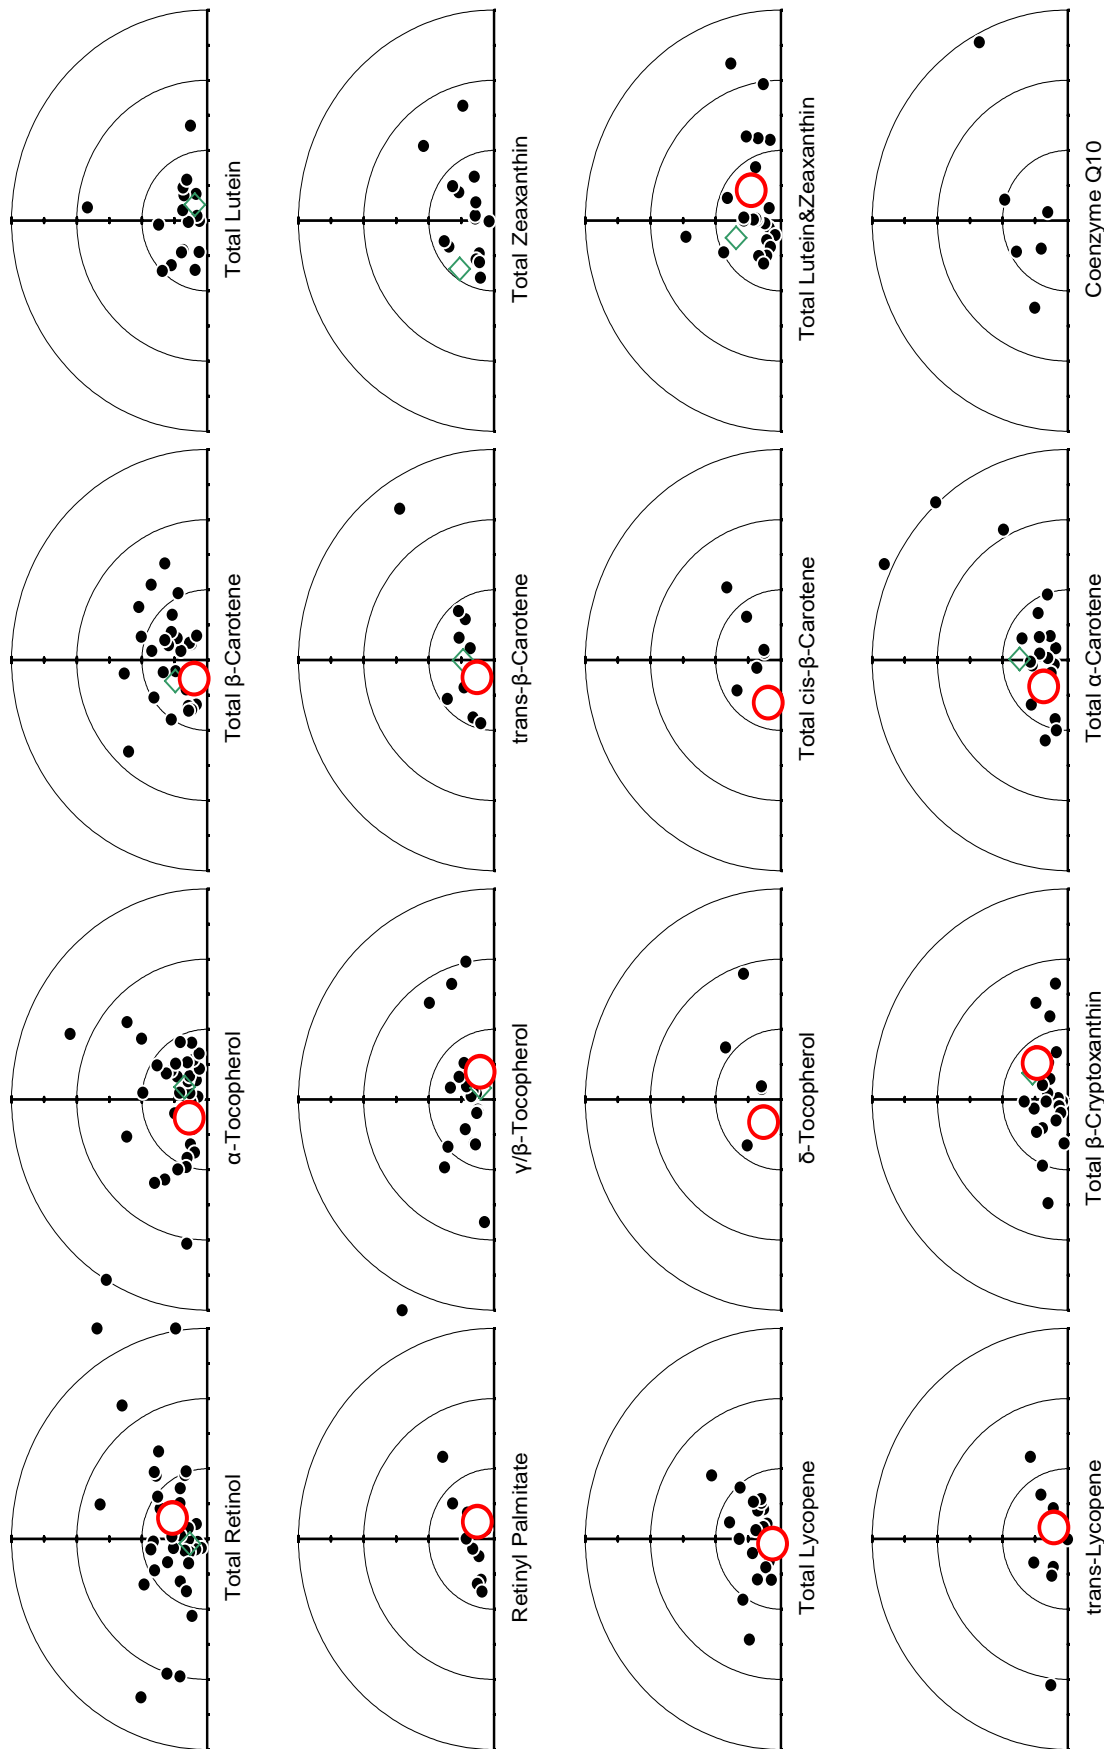 Total Retinol
α-Tocopherol
Total β-Carotene
Total Lutein
Retinyl Palmitate
γ/β-Tocopherol
trans-β-Carotene
Total Zeaxanthin
Total Lycopene
δ-Tocopherol
Total cis-β-Carotene
Total Lutein&Zeaxanthin
trans-Lycopene
Total β-Cryptoxanthin
Total α-Carotene
Coenzyme Q10